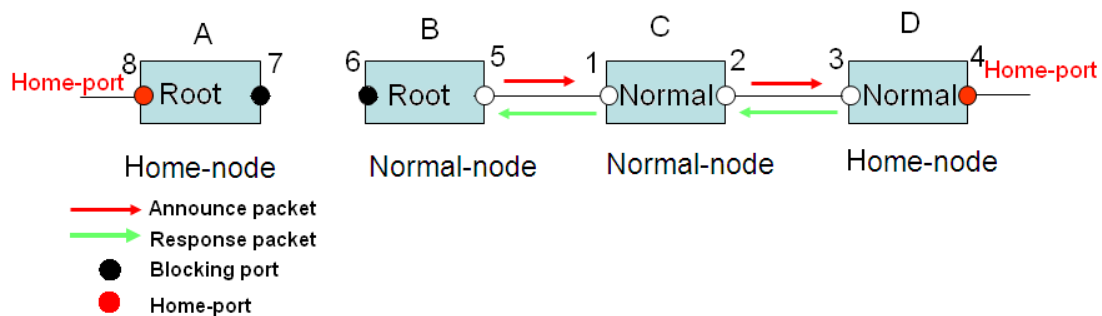 A B C D
8 7 6 5 1 2 3 4
Home-port Root Root Normal Normal Home-port
Home-node Normal-node Normal-node Home-node
Announce packet
Response packet
Blocking port
Home-port